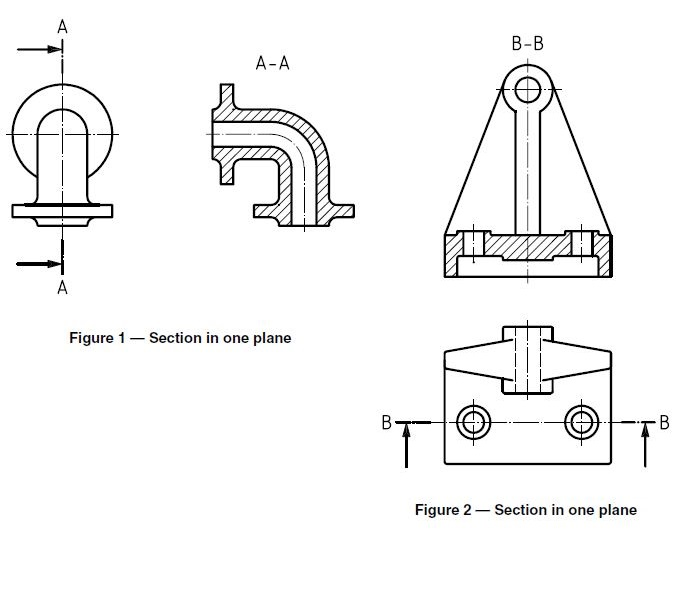 A
A-A
A
Figure 1 — Section in one plane
B-B
B
B
Figure 2 — Section in one plane